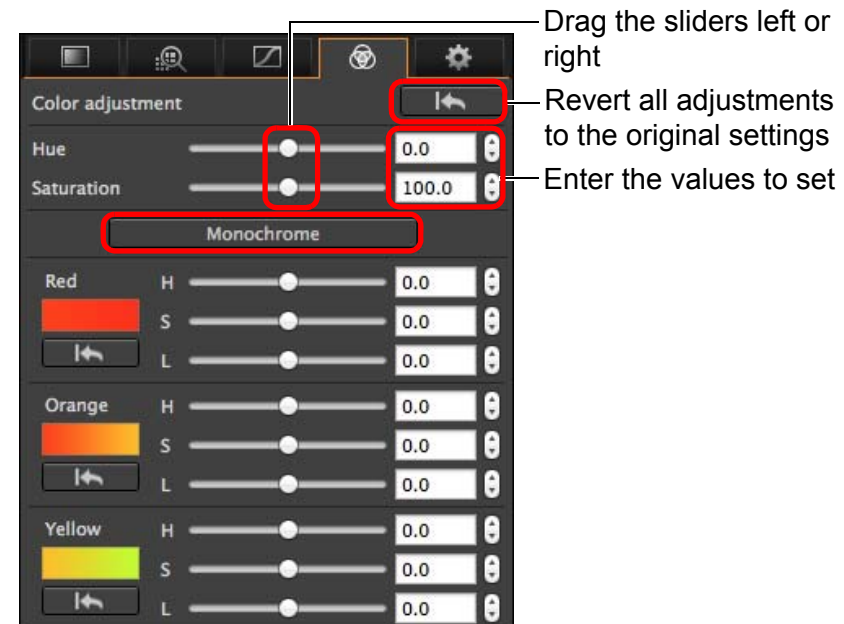 Drag the sliders left or
right
Color adjustment
Revert all adjustments
to the original settings
Hue 0.0
Enter the values to set
Saturation 100.0
Monochrome
Red H 0.0
S 0.0
L 0.0
Orange H 0.0
S 0.0
L 0.0
Yellow H 0.0
S 0.0
L 0.0